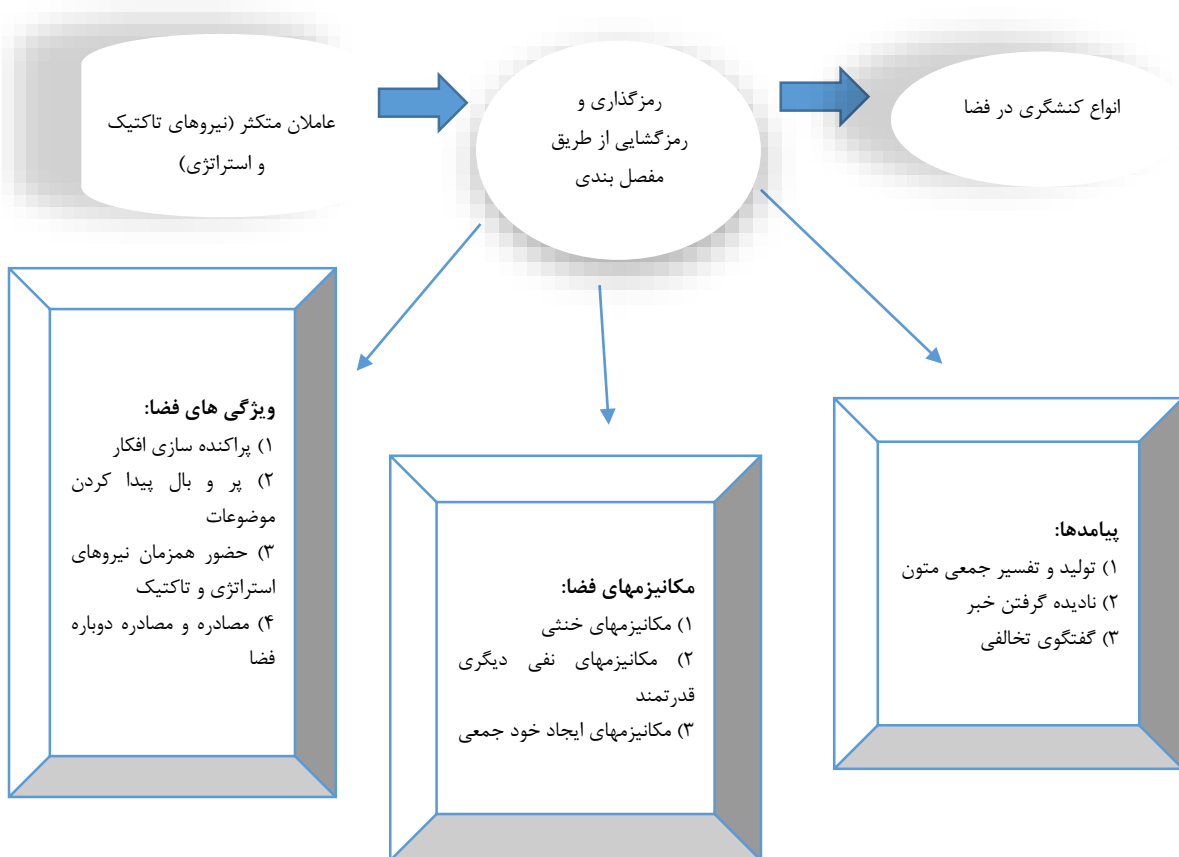 عاملان متکثر (نیروهای تاکتیک
و استراتژی)
رمزگذاری و
رمزگشایی از طریق
مفصل بندی
انواع کنشگری در فضا
ویژگی های فضا:
۱) پراکنده سازی افکار
۲) پر و بال پیدا کردن
موضوعات
۳) حضور همزمان نیروهای
استراتژی و تاکتیک
۴) مصادره و مصادره دوباره
فضا
مکانیزمهای فضا:
۱) مکانیزمهای خنثی
۲) مکانیزمهای نفی دیگری
قدرتمند
۳) مکانیزمهای ایجاد خود جمعی
پیامدها:
۱) تولید و تفسیر جمعی متون
۲) نادیده گرفتن خبر
۳) گفتگوی تخالفی